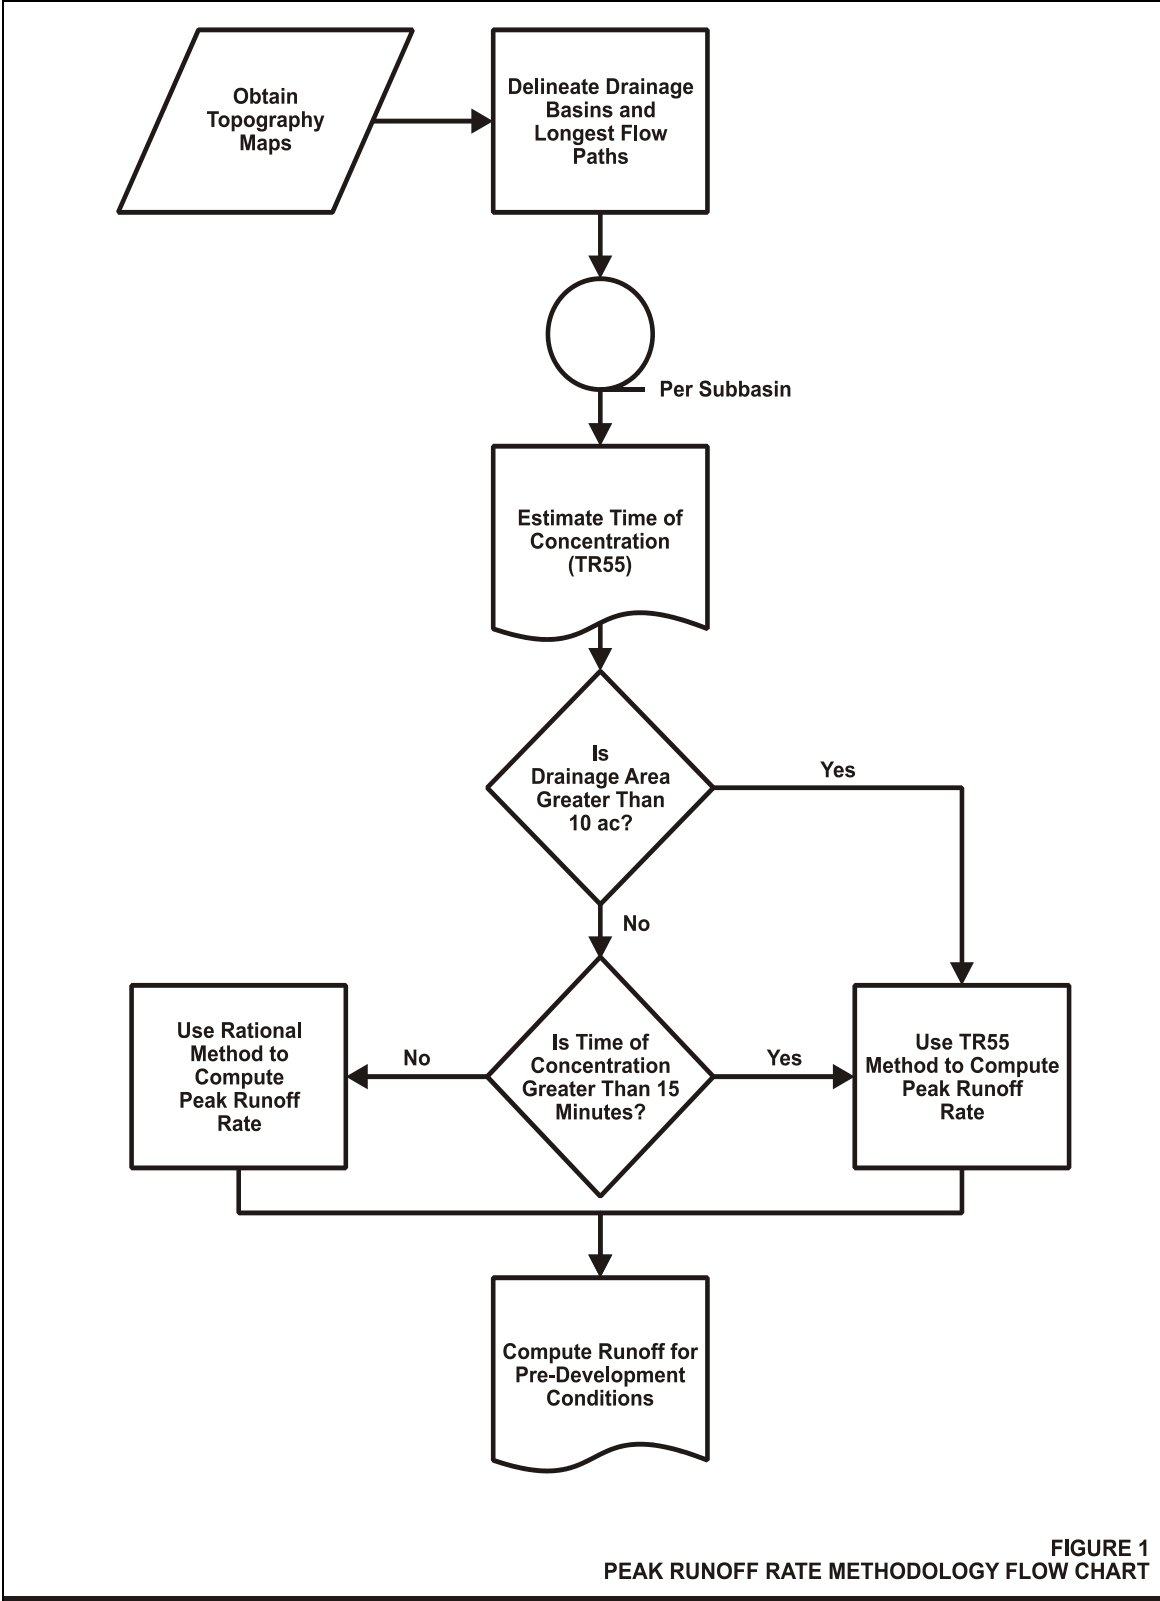 Obtain
Topography
Maps
Delineate Drainage
Basins and
Longest Flow
Paths
Per Subbasin
Estimate Time of
Concentration
(TR55)
Is
Drainage Area
Greater Than
10 ac?
Yes
No
Use Rational
Method to
Compute
Peak Runoff
Rate
No
Is Time of
Concentration
Greater Than 15
Minutes?
Yes
Use TR55
Method to Compute
Peak Runoff
Rate
Compute Runoff for
Pre-Development
Conditions
FIGURE 1
PEAK RUNOFF RATE METHODOLOGY FLOW CHART